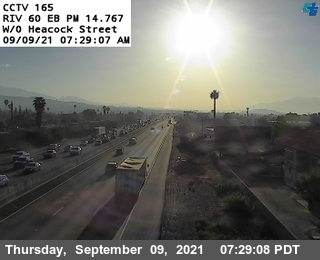 CCTV 165
RIV 60 EB PM 14.767
W/O Heacock Street
09/09/21 07:29:07 AM
Thursday, September 09, 2021 07:29:08 PDT